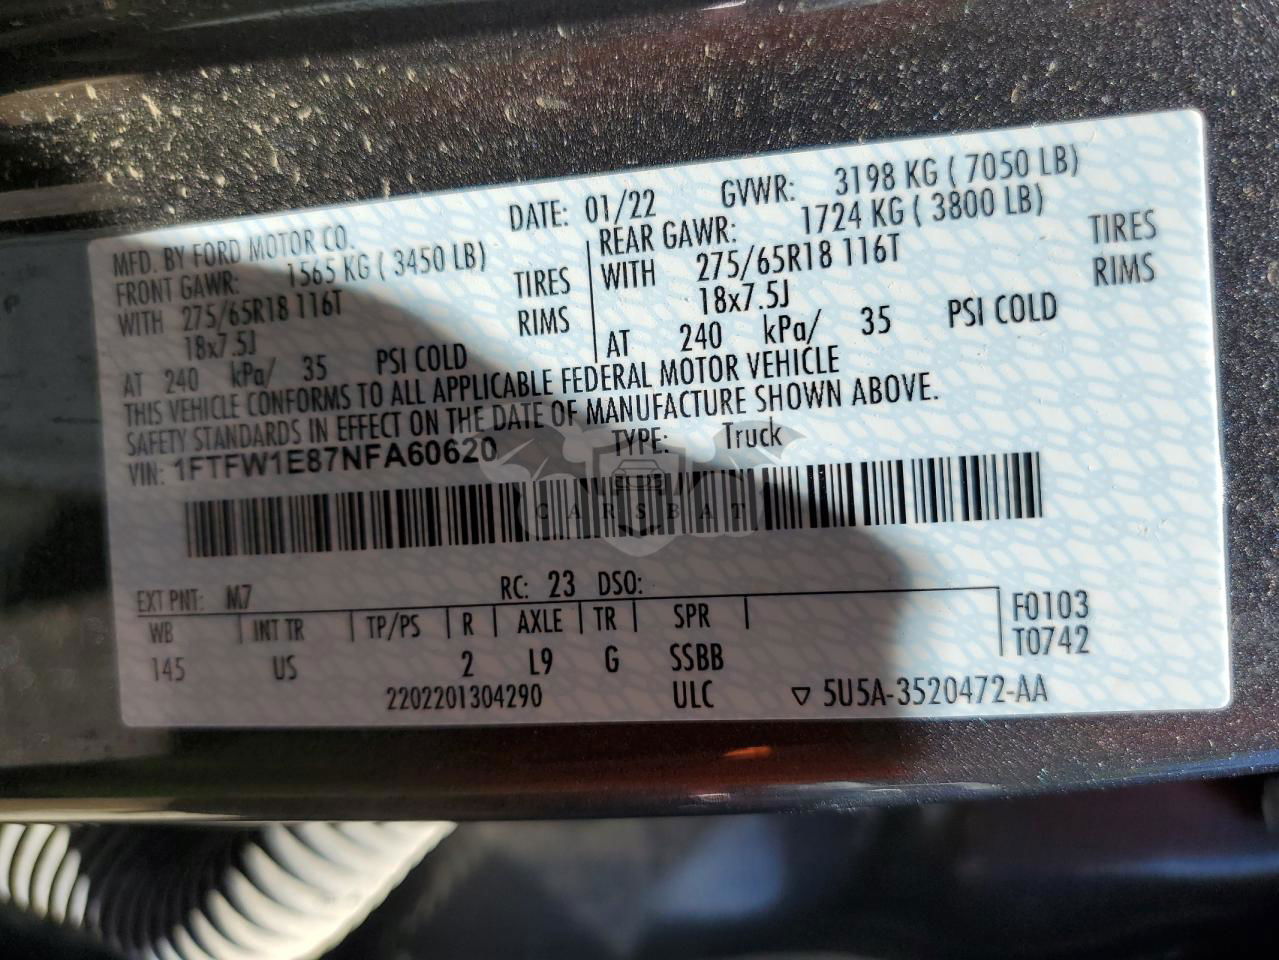 MFD. BY FORD MOTOR CO.
DATE: 01/22 GVWR: 3198 KG ( 7050 LB)
FRONT GAWR: 1565 KG ( 3450 LB)
REAR GAWR: 1724 KG ( 3800 LB)
WITH 275/65R18 116T TIRES
WITH 275/65R18 116T TIRES
18x7.5J RIMS
18x7.5J RIMS
AT 240 kPa/ 35 PSI COLD
AT 240 kPa/ 35 PSI COLD
THIS VEHICLE CONFORMS TO ALL APPLICABLE FEDERAL MOTOR VEHICLE
SAFETY STANDARDS IN EFFECT ON THE DATE OF MANUFACTURE SHOWN ABOVE.
VIN: 1FTFW1E87NFA60620 TYPE: Truck
CARSBAT
EXT PNT: M7 RC: 23 DSO:
WB INT TR TP/PS R AXLE TR SPR F0103
145 US 2 L9 G SSBB T0742
2202201304290 ULC ▽ 5U5A-3520472-AA